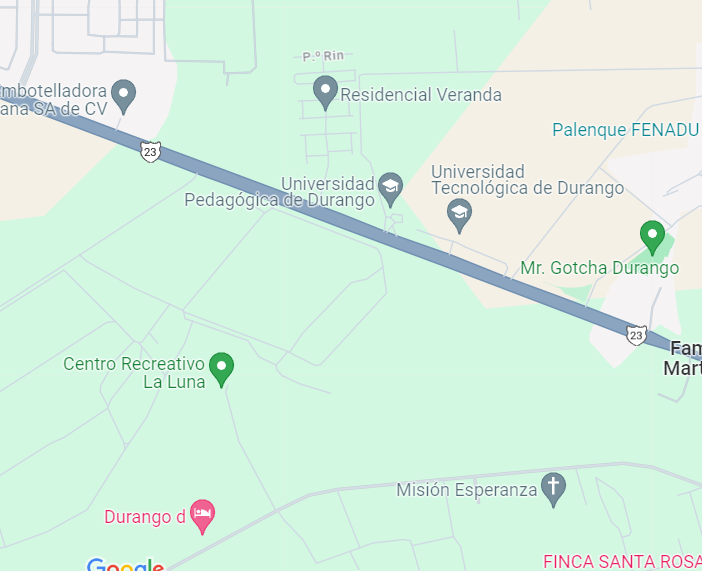 P.º Rin
mbotelladora
ana SA de CV
Residencial Veranda
23
Palenque FENADU
Universidad
Pedagógica de Durango
Universidad
Tecnológica de Durango
Mr. Gotcha Durango
23
Fam
Mart
Centro Recreativo
La Luna
Misión Esperanza
Durango d
FINCA SANTA ROSA
Google